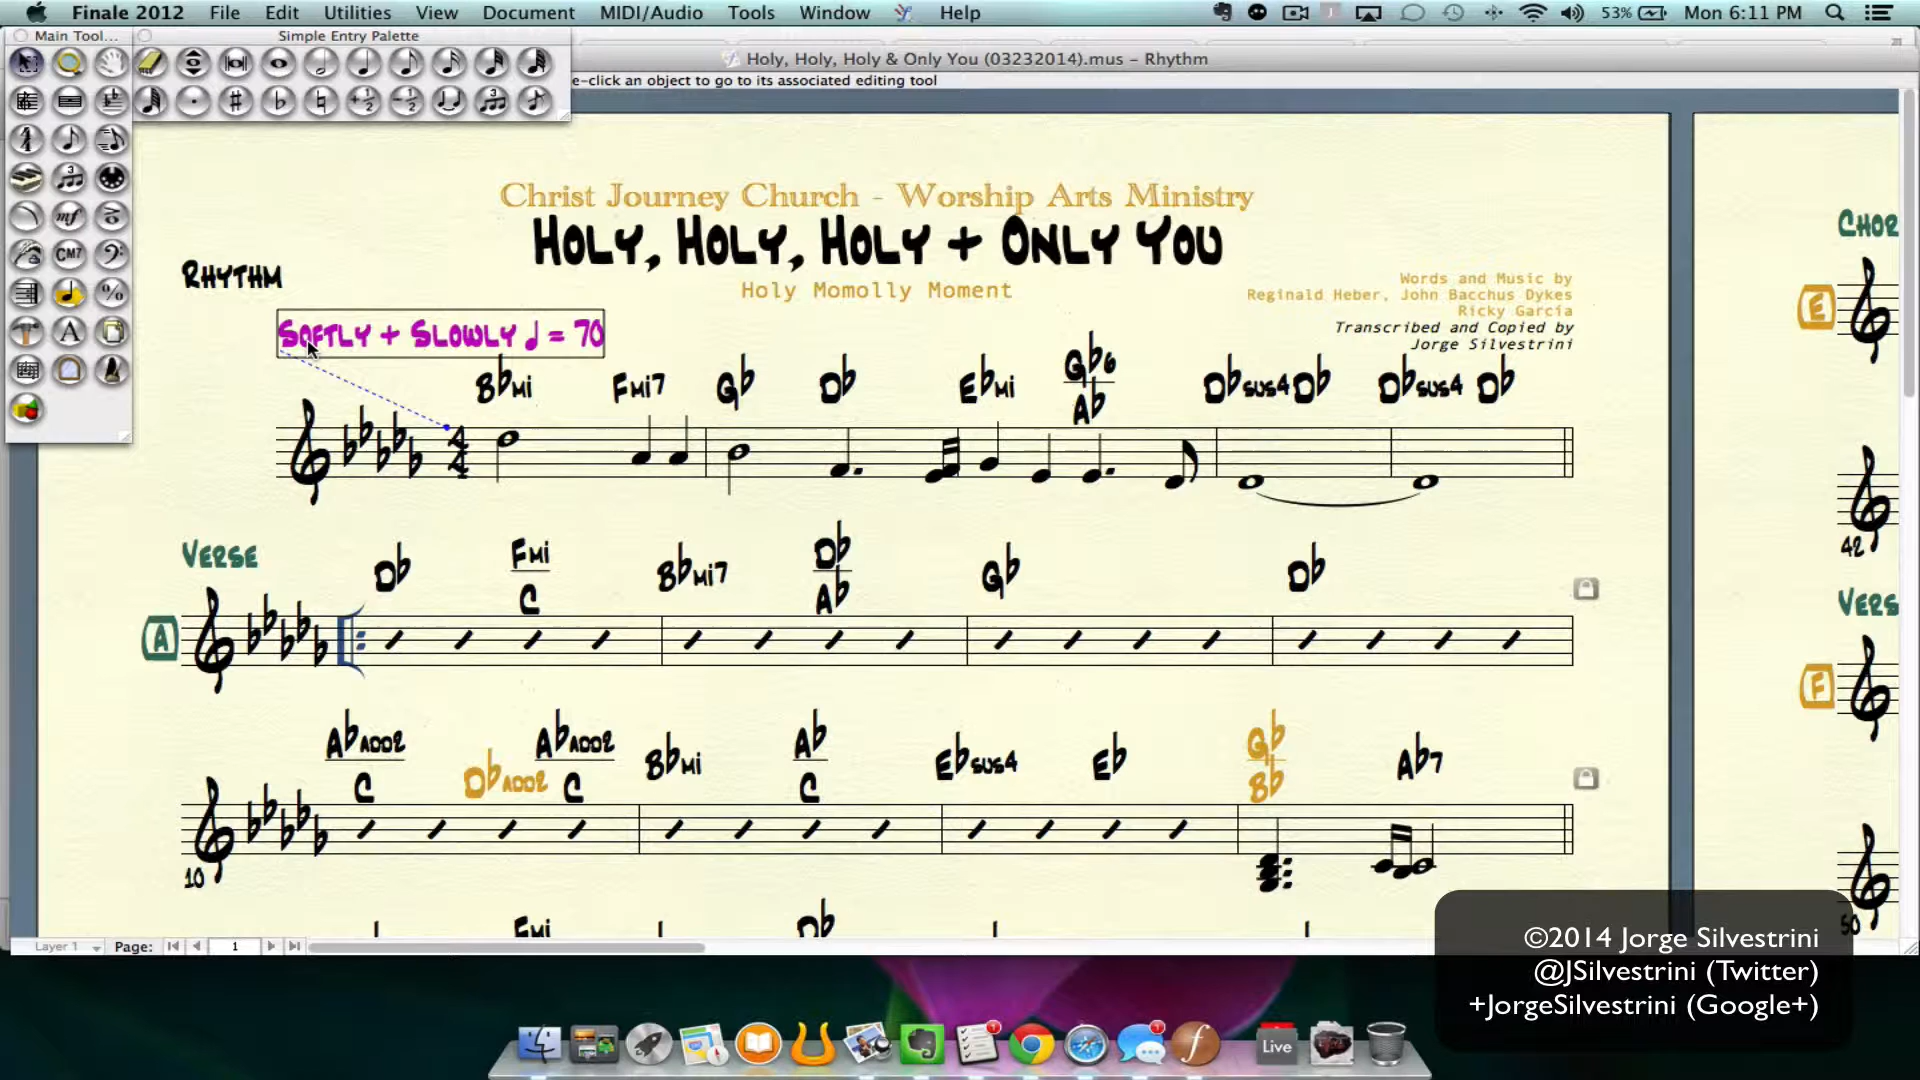 Finale 2012 File Edit Utilities View Document MIDI/Audio Tools Window Help 53% Mon 6:11 PM
Main Tool... Simple Entry Palette
Holy, Holy, Holy & Only You (03232014).mus – Rhythm
e-click an object to go to its associated editing tool
Christ Journey Church - Worship Arts Ministry
Holy, Holy, Holy + Only You
Rhythm
Holy Momolly Moment
Words and Music by
Reginald Heber, John Bacchus Dykes
Ricky Garcia
Transcribed and Copied by
Jorge Silvestrini
Softly + Slowly ♩ = 70
B♭mi Fmi7 G♭ D♭ E♭mi G♭6/A♭ D♭sus4 D♭ D♭sus4 D♭
Verse
D♭ Fmi/C B♭mi7 D♭/A♭ G♭ D♭
A
A♭add2/C D♭add2 A♭add2/C B♭mi A♭/C E♭sus4 E♭ G♭/B♭ A♭7
10
Fmi D♭
Chor
E
42
Vers
F
50
Layer 1 Page: 1
©2014 Jorge Silvestrini
@JSilvestrini (Twitter)
+JorgeSilvestrini (Google+)
Live